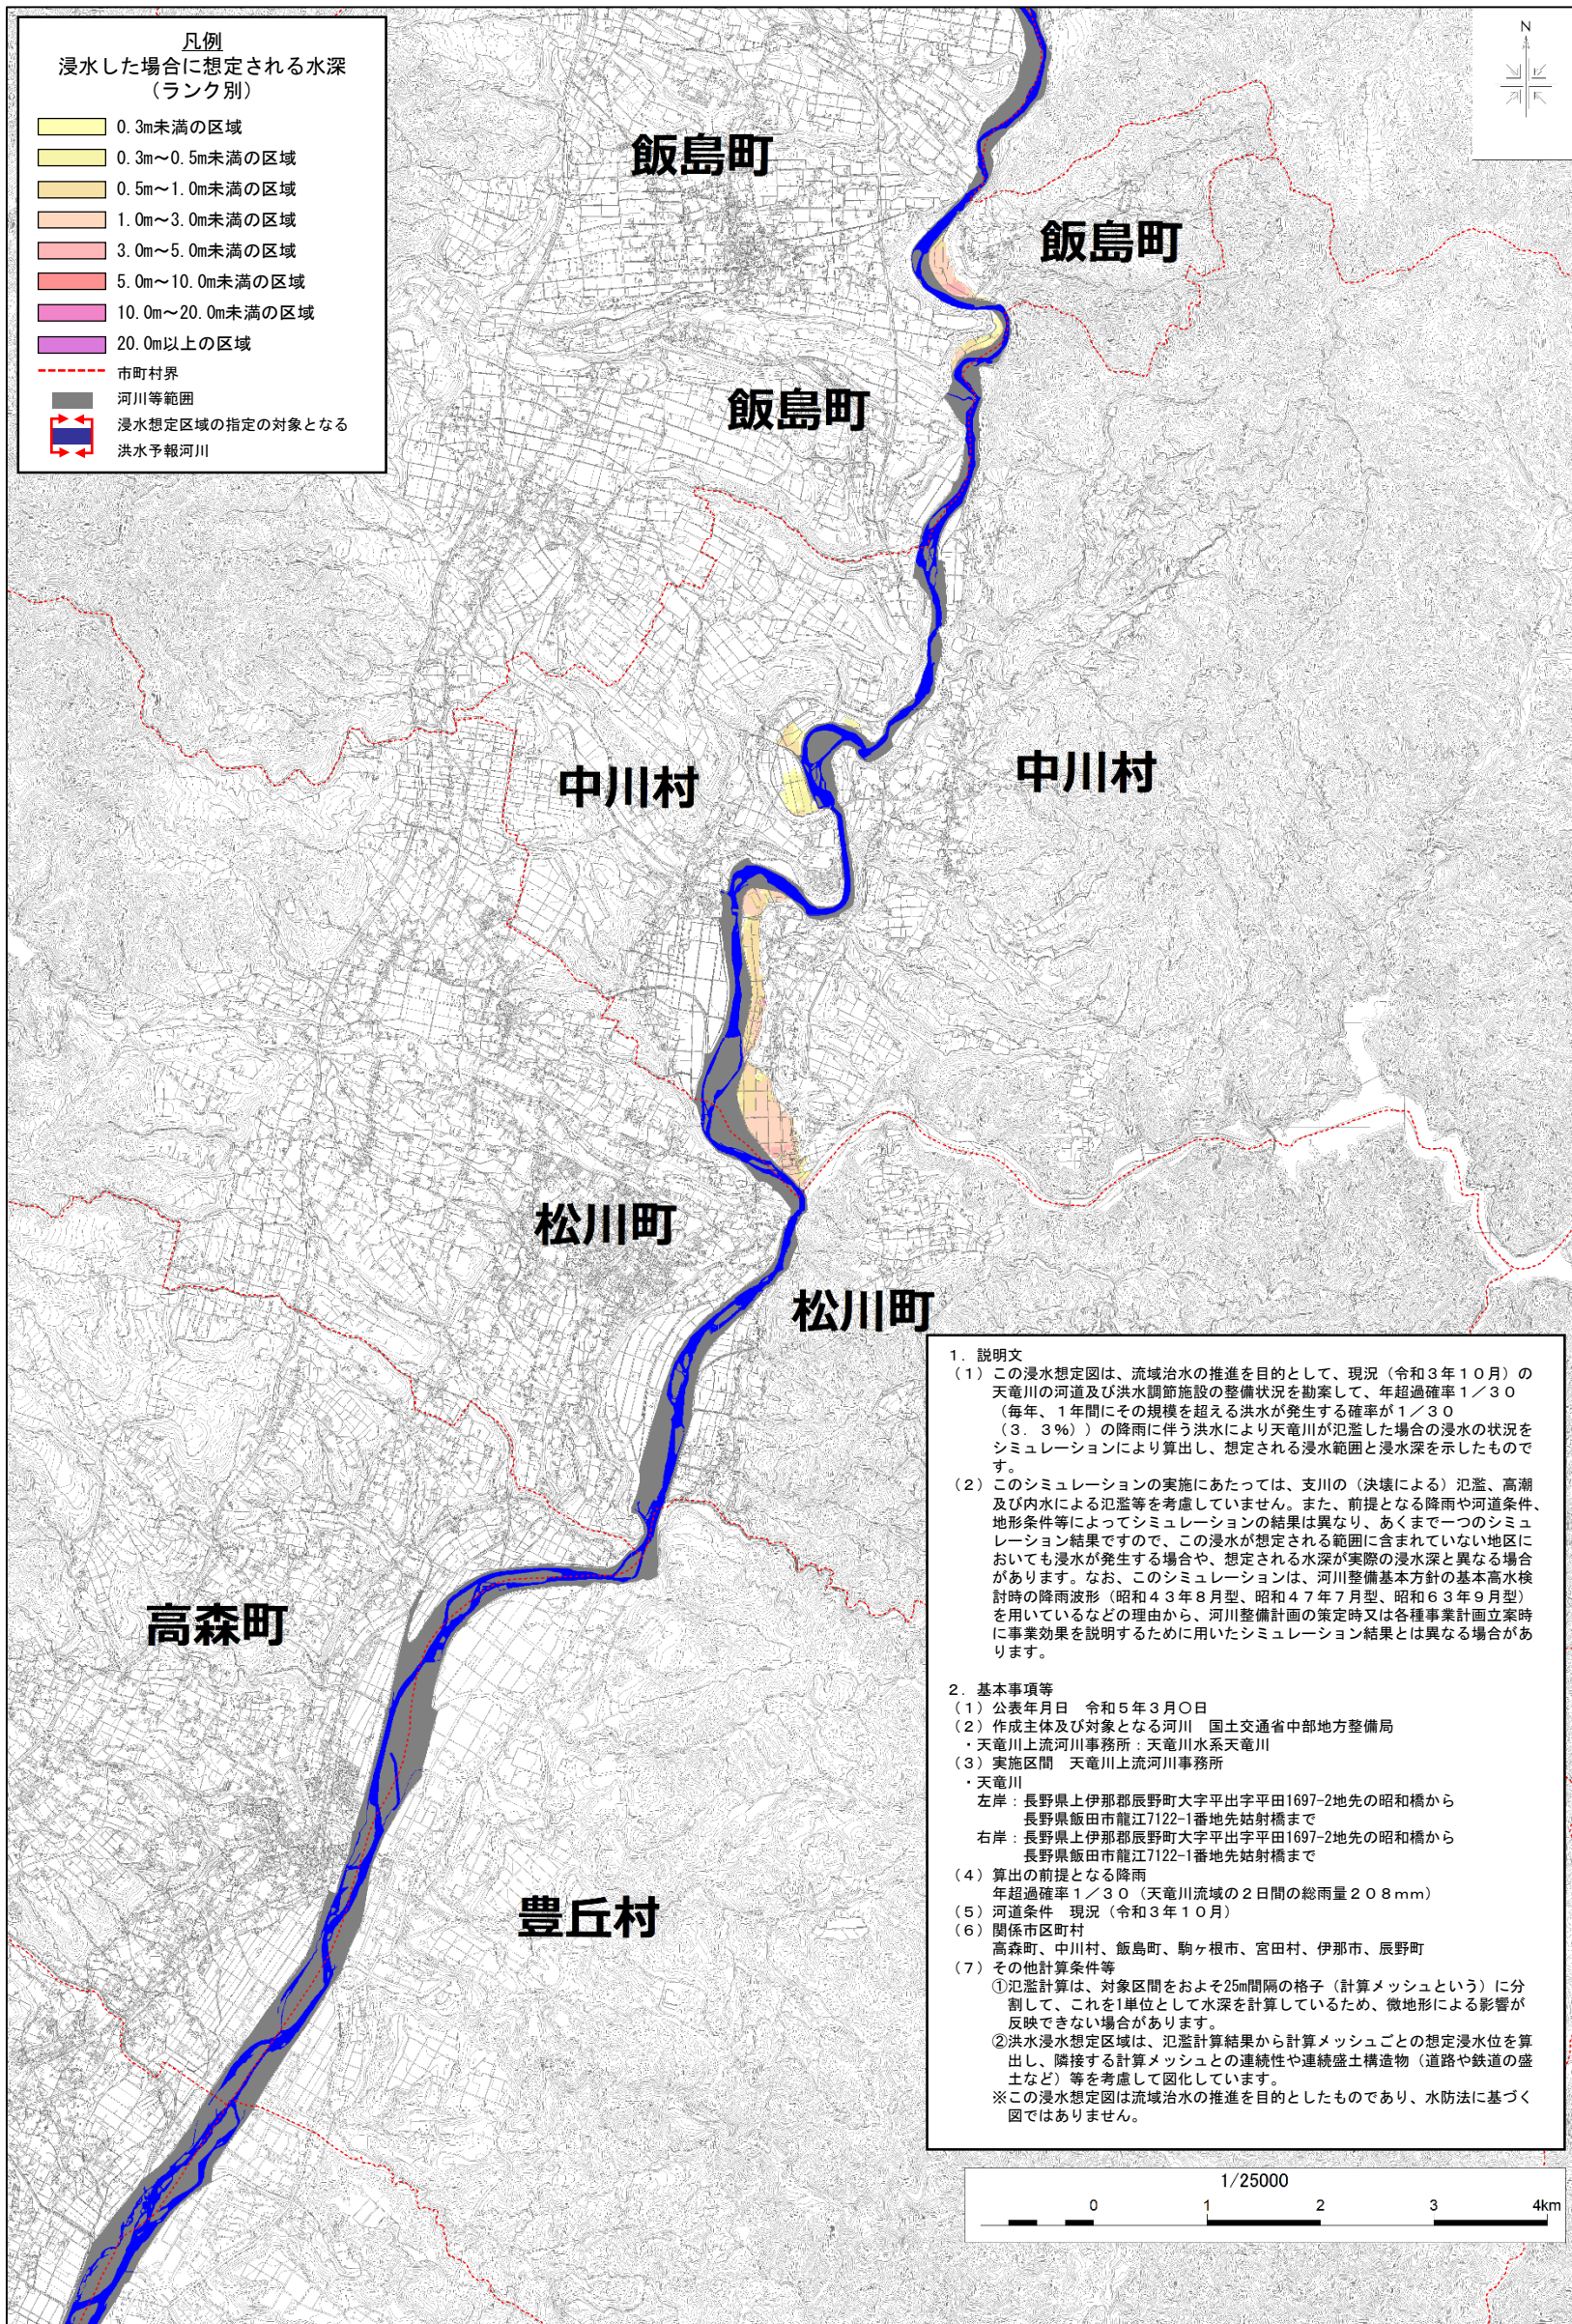 凡例
浸水した場合に想定される水深
（ランク別）
0.3m未満の区域
0.3m～0.5m未満の区域
0.5m～1.0m未満の区域
1.0m～3.0m未満の区域
3.0m～5.0m未満の区域
5.0m～10.0m未満の区域
10.0m～20.0m未満の区域
20.0m以上の区域
市町村界
河川等範囲
浸水想定区域の指定の対象となる
洪水予報河川
N
飯島町
飯島町
飯島町
中川村
中川村
松川町
松川町
高森町
豊丘村
１．説明文
（１）この浸水想定図は、流域治水の推進を目的として、現況（令和３年１０月）の
天竜川の河道及び洪水調節施設の整備状況を勘案して、年超過確率１／３０
（毎年、１年間にその規模を超える洪水が発生する確率が１／３０
（３．３%））の降雨に伴う洪水により天竜川が氾濫した場合の浸水の状況を
シミュレーションにより算出し、想定される浸水範囲と浸水深を示したもので
す。
（２）このシミュレーションの実施にあたっては、支川の（決壊による）氾濫、高潮
及び内水による氾濫等を考慮していません。また、前提となる降雨や河道条件、
地形条件等によってシミュレーションの結果は異なり、あくまで一つのシミュ
レーション結果ですので、この浸水が想定される範囲に含まれていない地区に
おいても浸水が発生する場合や、想定される水深が実際の浸水深と異なる場合
があります。なお、このシミュレーションは、河川整備基本方針の基本高水検
討時の降雨波形（昭和４３年８月型、昭和４７年７月型、昭和６３年９月型）
を用いているなどの理由から、河川整備計画の策定時又は各種事業計画立案時
に事業効果を説明するために用いたシミュレーション結果とは異なる場合があ
ります。
２．基本事項等
（１）公表年月日　令和５年３月〇日
（２）作成主体及び対象となる河川　国土交通省中部地方整備局
・天竜川上流河川事務所：天竜川水系天竜川
（３）実施区間　天竜川上流河川事務所
・天竜川
左岸：長野県上伊那郡辰野町大字平出字平田1697-2地先の昭和橋から
長野県飯田市龍江7122-1番地先姑射橋まで
右岸：長野県上伊那郡辰野町大字平出字平田1697-2地先の昭和橋から
長野県飯田市龍江7122-1番地先姑射橋まで
（４）算出の前提となる降雨
年超過確率１／３０（天竜川流域の２日間の総雨量２０８mm）
（５）河道条件　現況（令和３年１０月）
（６）関係市区町村
高森町、中川村、飯島町、駒ヶ根市、宮田村、伊那市、辰野町
（７）その他計算条件等
①氾濫計算は、対象区間をおよそ25m間隔の格子（計算メッシュという）に分
割して、これを1単位として水深を計算しているため、微地形による影響が
反映できない場合があります。
②洪水浸水想定区域は、氾濫計算結果から計算メッシュごとの想定浸水位を算
出し、隣接する計算メッシュとの連続性や連続盛土構造物（道路や鉄道の盛
土など）等を考慮して図化しています。
※この浸水想定図は流域治水の推進を目的としたものであり、水防法に基づく
図ではありません。
1/25000
0 1 2 3 4km